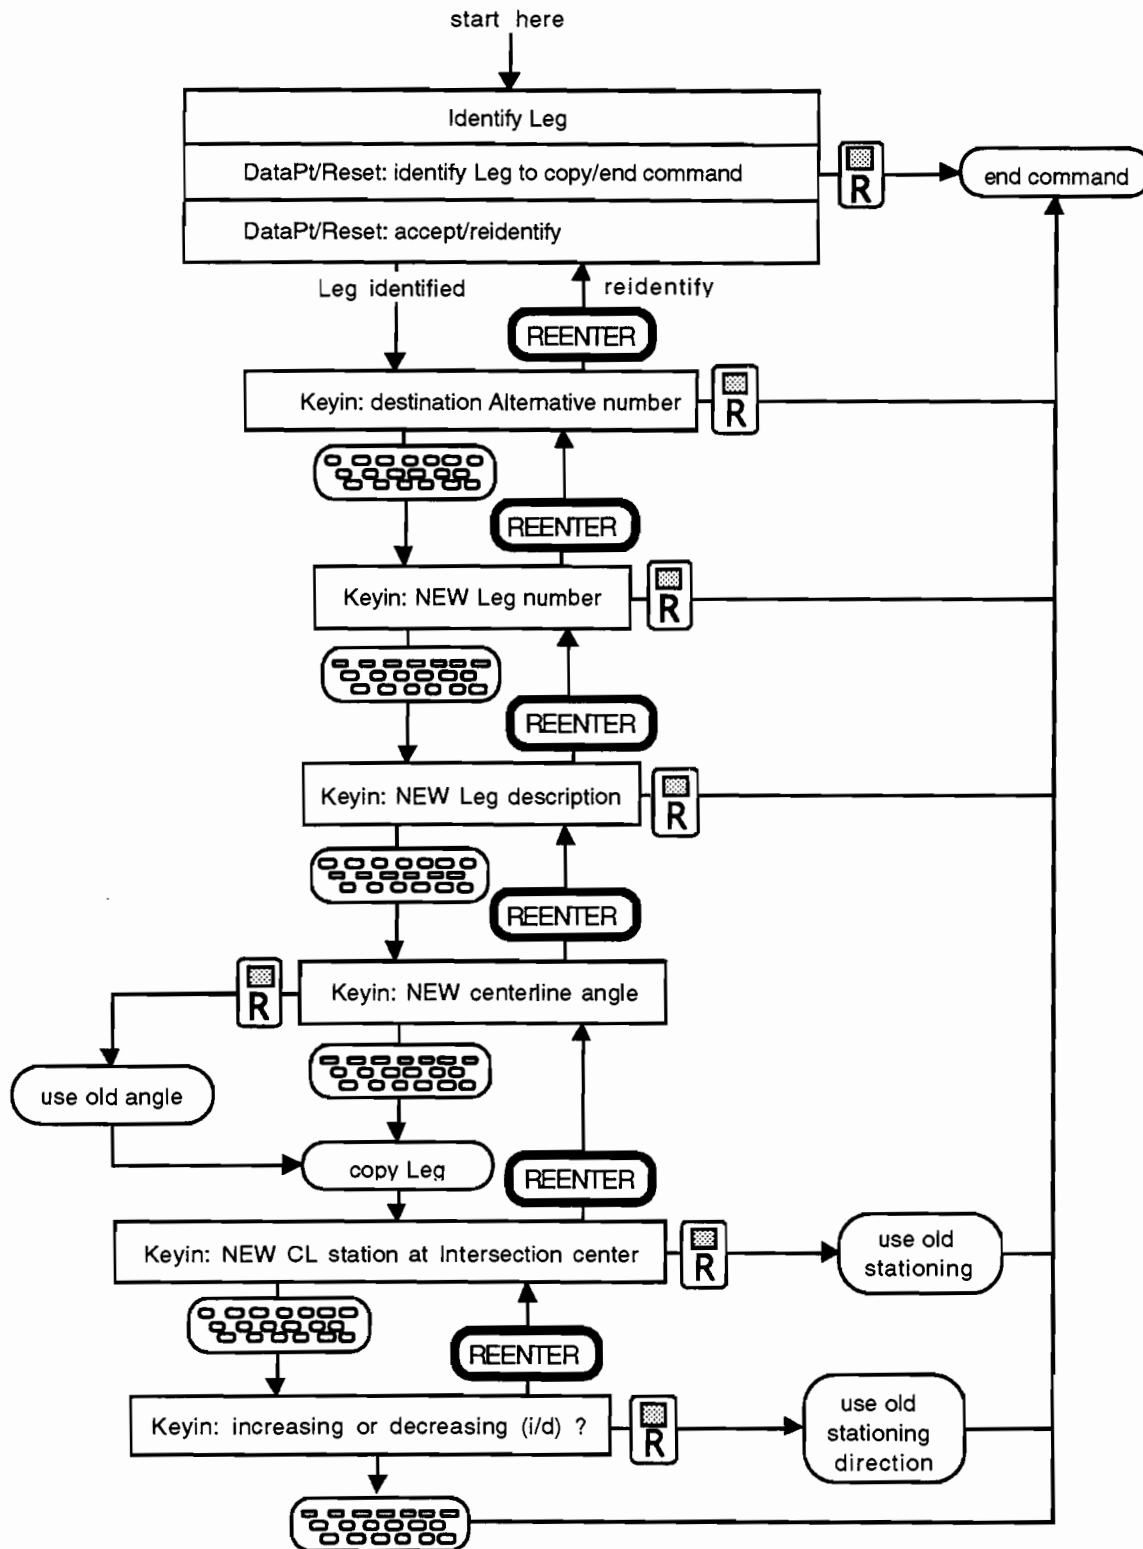 start here
Identify Leg
DataPt/Reset: identify Leg to copy/end command
R
end command
DataPt/Reset: accept/reidentify
Leg identified
reidentify
REENTER
Keyin: destination Alternative number
R
REENTER
Keyin: NEW Leg number
R
REENTER
Keyin: NEW Leg description
R
REENTER
R
Keyin: NEW centerline angle
use old angle
copy Leg
REENTER
Keyin: NEW CL station at Intersection center
R
use old
stationing
REENTER
Keyin: increasing or decreasing (i/d) ?
R
use old
stationing
direction